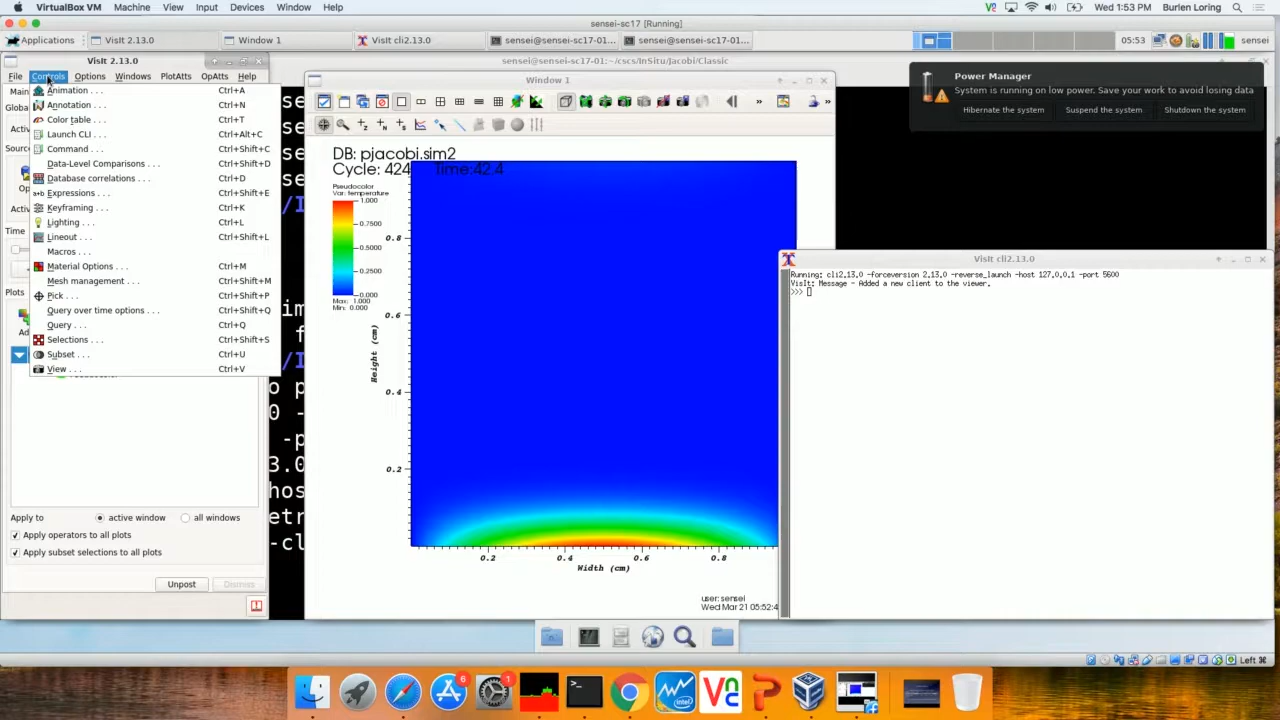 VirtualBox VM Machine View Input Devices Window Help
Wed 1:53 PM Burlen Loring
sensei-sc17 [Running]
Applications VisIt 2.13.0 Window 1 VisIt cli2.13.0 sensei@sensei-sc17-01... sensei@sensei-sc17-01... 05:53 sensei
VisIt 2.13.0
sensei@sensei-sc17-01:~/cscs/InSitu/Jacobi/Classic
File Controls Options Windows PlotAtts OpAtts Help
Window 1
Power Manager
System is running on low power. Save your work to avoid losing data
Hibernate the system Suspend the system Shutdown the system
Animation . . . Ctrl+A
Annotation . . . Ctrl+N
Color table . . . Ctrl+T
Launch CLI . . . Ctrl+Alt+C
Command . . . Ctrl+Shift+C
Data-Level Comparisons . . . Ctrl+Shift+D
Database correlations . . . Ctrl+D
Expressions . . . Ctrl+Shift+E
Keyframing . . . Ctrl+K
Lighting . . . Ctrl+L
Lineout . . . Ctrl+Shift+L
Macros . . .
Material Options . . . Ctrl+M
Mesh management . . . Ctrl+Shift+M
Pick . . . Ctrl+Shift+P
Query over time options . . . Ctrl+Shift+Q
Query . . . Ctrl+Q
Selections . . . Ctrl+Shift+S
Subset . . . Ctrl+U
View . . . Ctrl+V
Apply to active window all windows
Apply operators to all plots
Apply subset selections to all plots
Unpost Dismiss
DB: pjacobi.sim2
Cycle: 424 Time:42.4
Pseudocolor
Var: temperature
1.000
0.7500
0.5000
0.2500
0.000
Max: 1.000
Min: 0.000
Height (cm)
0.8
0.6
0.4
0.2
0.2 0.4 0.6 0.8
Width (cm)
user: sensei
Wed Mar 21 05:52:4
VisIt cli2.13.0
Running: cli2.13.0 -forceversion 2.13.0 -reverse_launch -host 127.0.0.1 -port 5600
VisIt: Message - Added a new client to the viewer.
>>>
Left ⌘
6
1